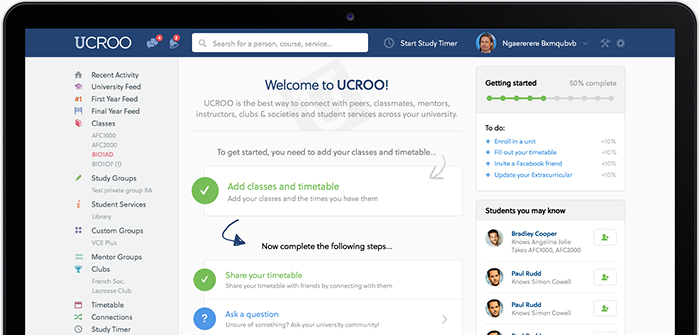 UCROO
4
8
Search for a person, course, service...
Start Study Timer
Ngaererere Bxmqubvb
Recent Activity
University Feed
First Year Feed
Final Year Feed
Classes
AFC1000
AFC2000
BIO1AD
BIO1OF (1)
Study Groups
Test private group RA
Student Services
Library
Custom Groups
VCE Plus
Mentor Groups
Clubs
French Soc.
Lacrosse Club
Timetable
Connections
Study Timer
Welcome to UCROO!
UCROO is the best way to connect with peers, classmates, mentors,
instructors, clubs & societies and student services across your university.
To get started, you need to add your classes and timetable...
Add classes and timetable
Add your classes and the times you have them
Now complete the following steps...
Share your timetable
Share your timetable with friends by connecting with them
?
Ask a question
Unsure of something? Ask your university community!
Getting started 50% complete
To do:
+ Enroll in a unit +10%
+ Fill out your timetable +10%
+ Invite a Facebook friend +10%
+ Update your Extracurricular +10%
Students you may know
Bradley Cooper
Knows Angelina Jolie
Takes AFC1000, AFC2000
Paul Rudd
Knows Simon Cowell
Paul Rudd
Knows Simon Cowell
Paul Rudd